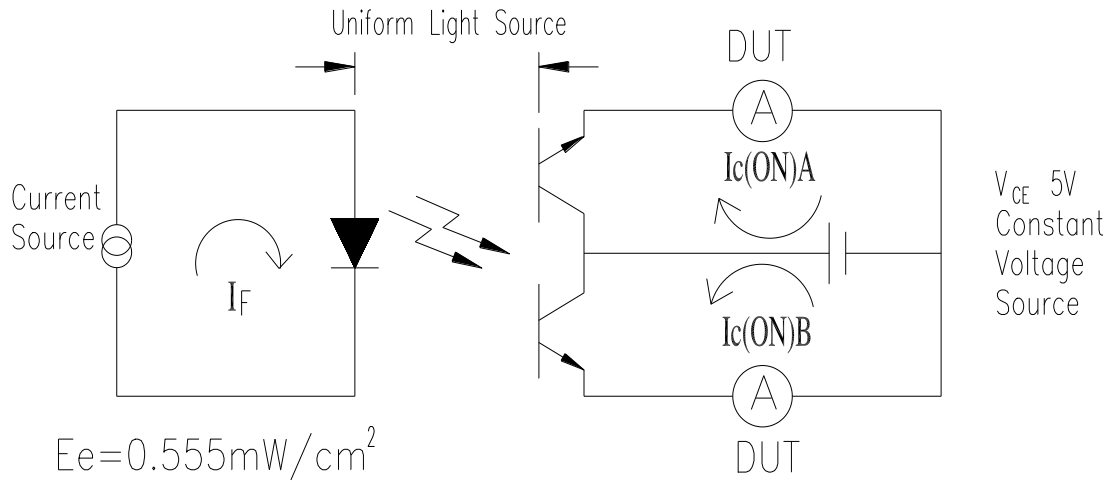 Uniform Light Source
DUT
A
Ic(ON)A
Current
Source
IF
VCE 5V
Constant
Voltage
Source
Ic(ON)B
A
DUT
Ee=0.555mW/cm²